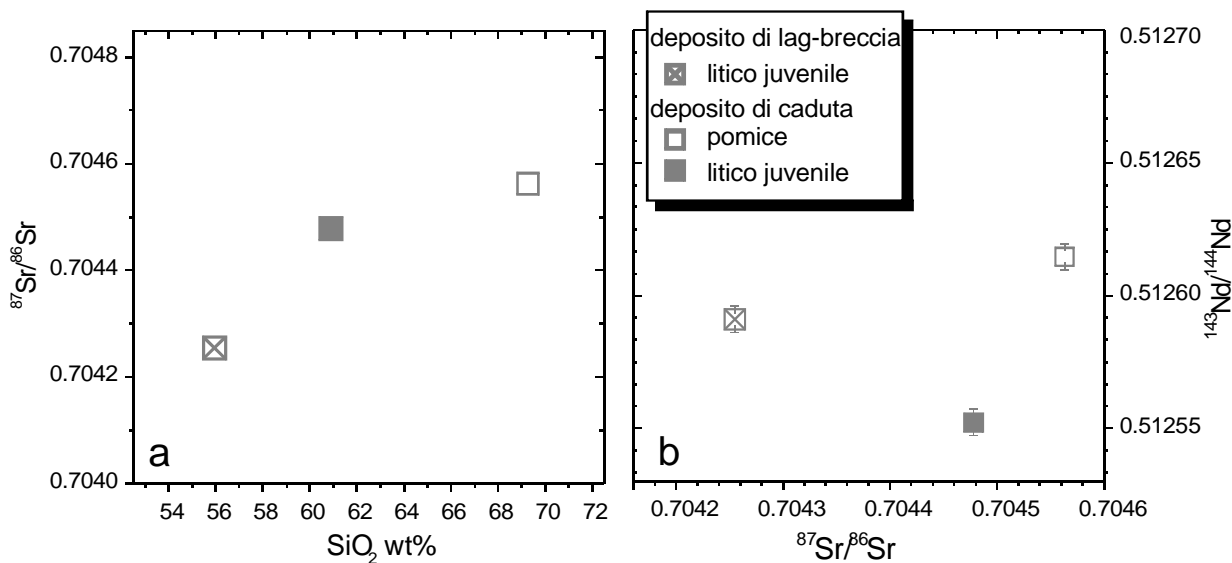 0.7048
0.7046
0.7044
0.7042
0.7040
⁸⁷Sr/⁸⁶Sr
a
54 56 58 60 62 64 66 68 70 72
SiO₂ wt%
deposito di lag-breccia
litico juvenile
deposito di caduta
pomice
litico juvenile
b
0.51270
0.51265
0.51260
0.51255
¹⁴³Nd/¹⁴⁴Nd
0.7042 0.7043 0.7044 0.7045 0.7046
⁸⁷Sr/⁸⁶Sr